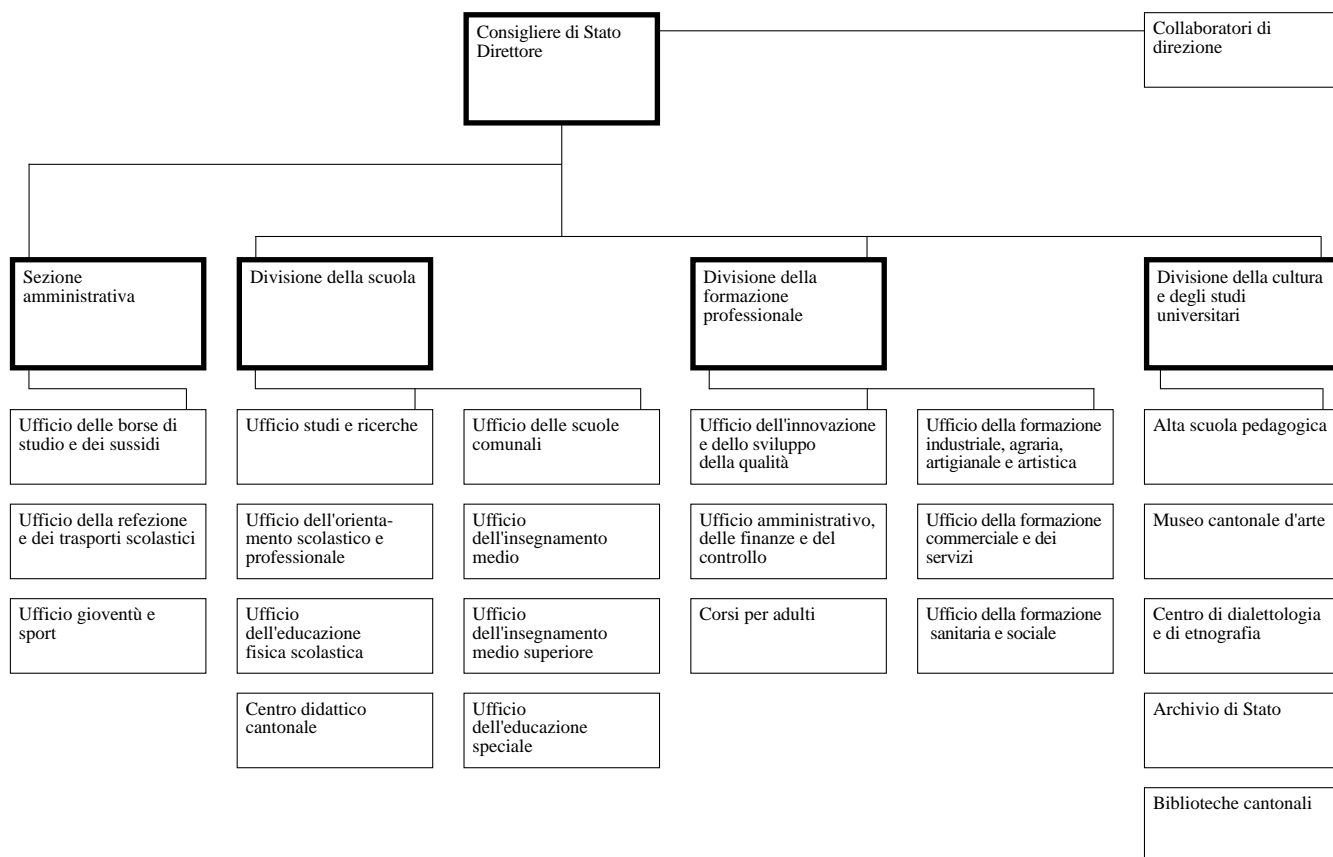 Consigliere di Stato
Direttore
Collaboratori di
direzione
Sezione
amministrativa
Divisione della scuola
Divisione della
formazione
professionale
Divisione della cultura
e degli studi
universitari
Ufficio delle borse di
studio e dei sussidi
Ufficio studi e ricerche
Ufficio delle scuole
comunali
Ufficio dell'innovazione
e dello sviluppo
della qualità
Ufficio della formazione
industriale, agraria,
artigianale e artistica
Alta scuola pedagogica
Ufficio della refezione
e dei trasporti scolastici
Ufficio dell'orienta-
mento scolastico e
professionale
Ufficio
dell'insegnamento
medio
Ufficio amministrativo,
delle finanze e del
controllo
Ufficio della formazione
commerciale e dei
servizi
Museo cantonale d'arte
Ufficio gioventù e
sport
Ufficio
dell'educazione
fisica scolastica
Ufficio
dell'insegnamento
medio superiore
Corsi per adulti
Ufficio della formazione
sanitaria e sociale
Centro di dialettologia
e di etnografia
Centro didattico
cantonale
Ufficio
dell'educazione
speciale
Archivio di Stato
Biblioteche cantonali